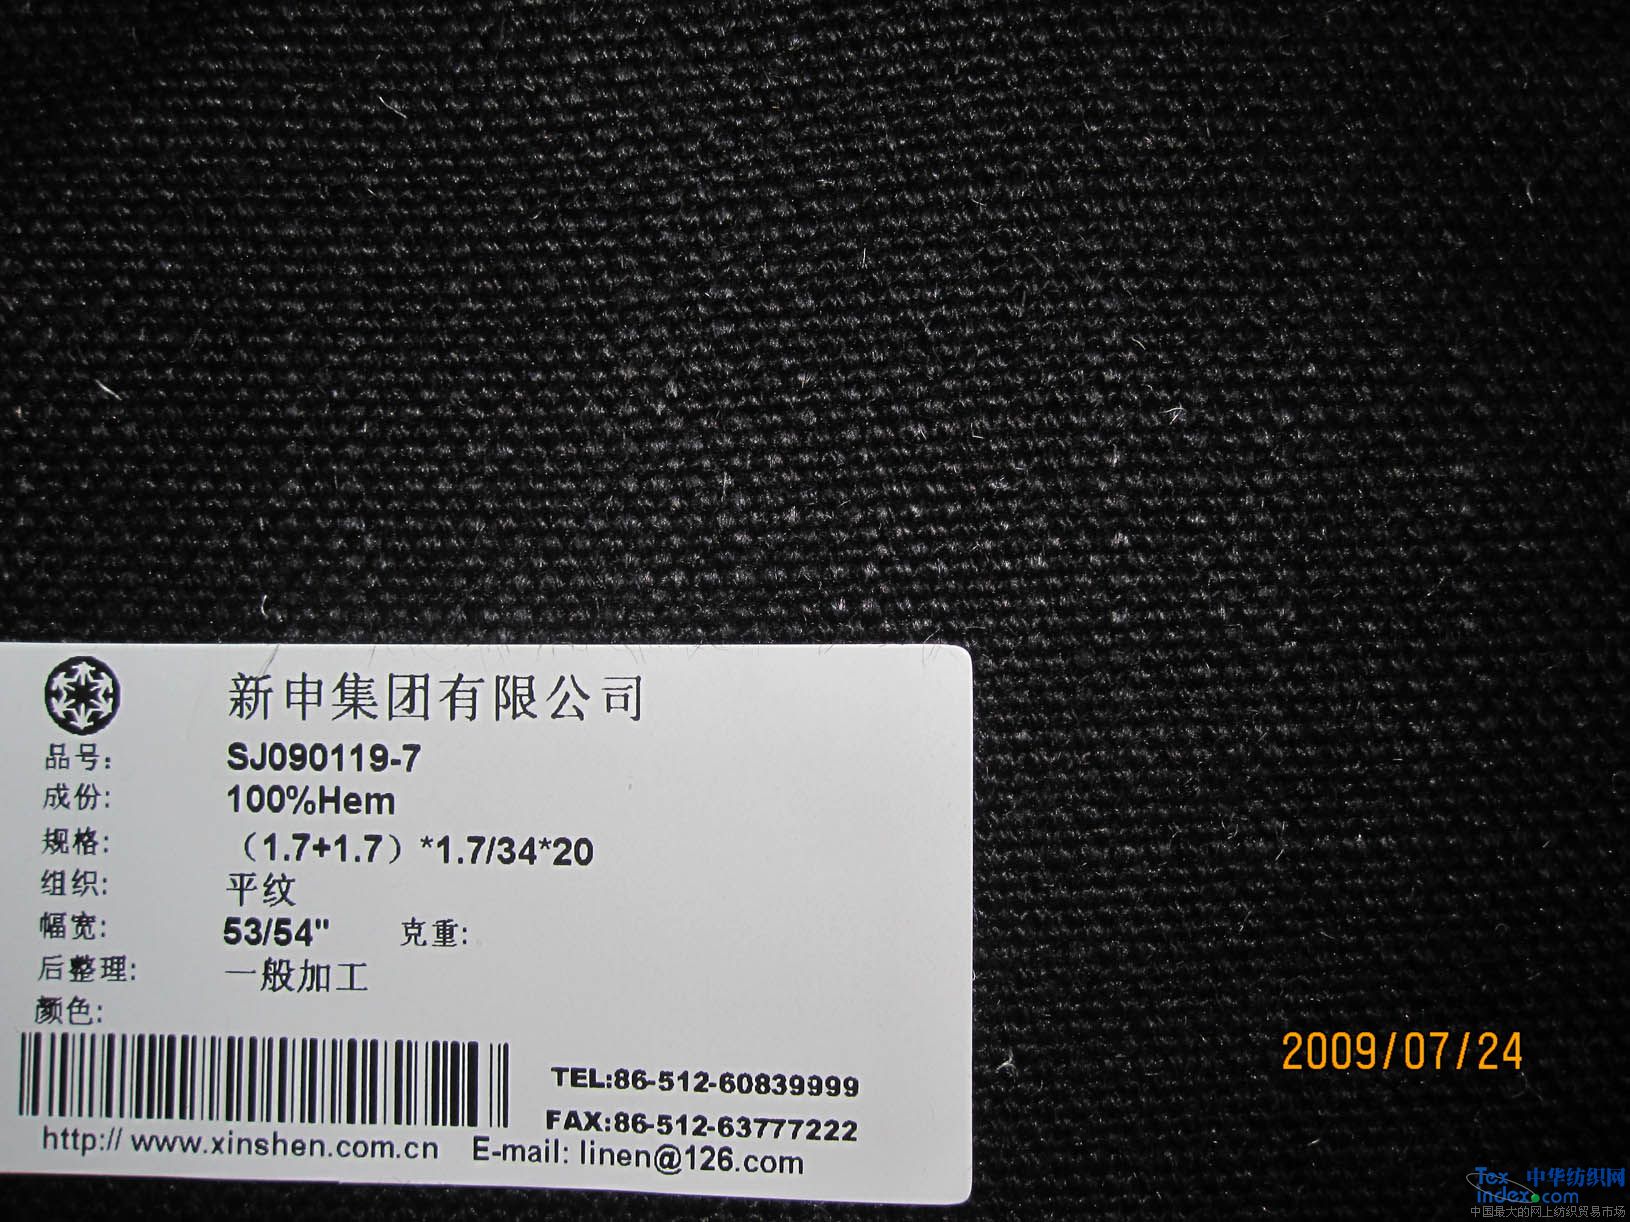 新申集团有限公司
品号: SJ090119-7
成份: 100%Hem
规格: （1.7+1.7）*1.7/34*20
组织: 平纹
幅宽: 53/54" 克重:
后整理: 一般加工
颜色:
TEL:86-512-60839999
FAX:86-512-63777222
http:// www.xinshen.com.cn E-mail: linen@126.com
2009/07/24
Tex 中华纺织网
index.com
中国最大的网上纺织贸易市场